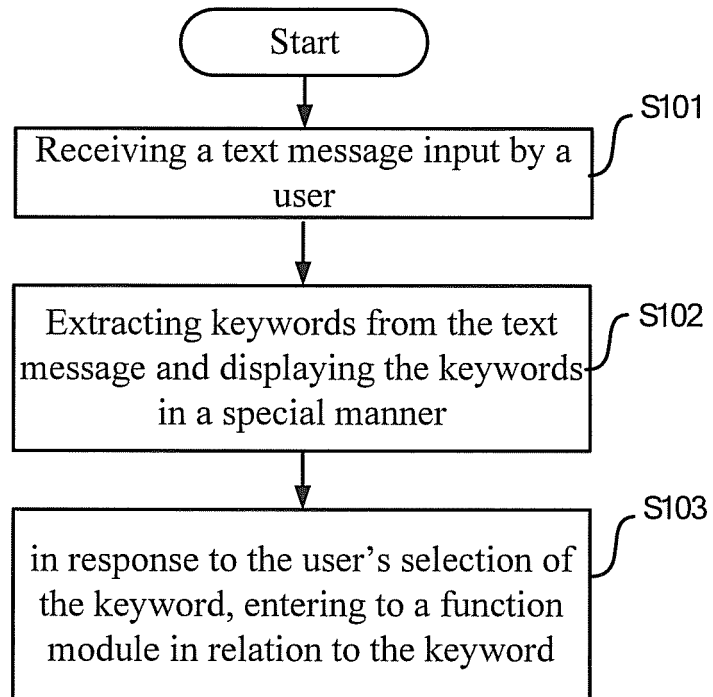 Start
S101
Receiving a text message input by a
user
S102
Extracting keywords from the text
message and displaying the keywords
in a special manner
S103
in response to the user's selection of
the keyword, entering to a function
module in relation to the keyword